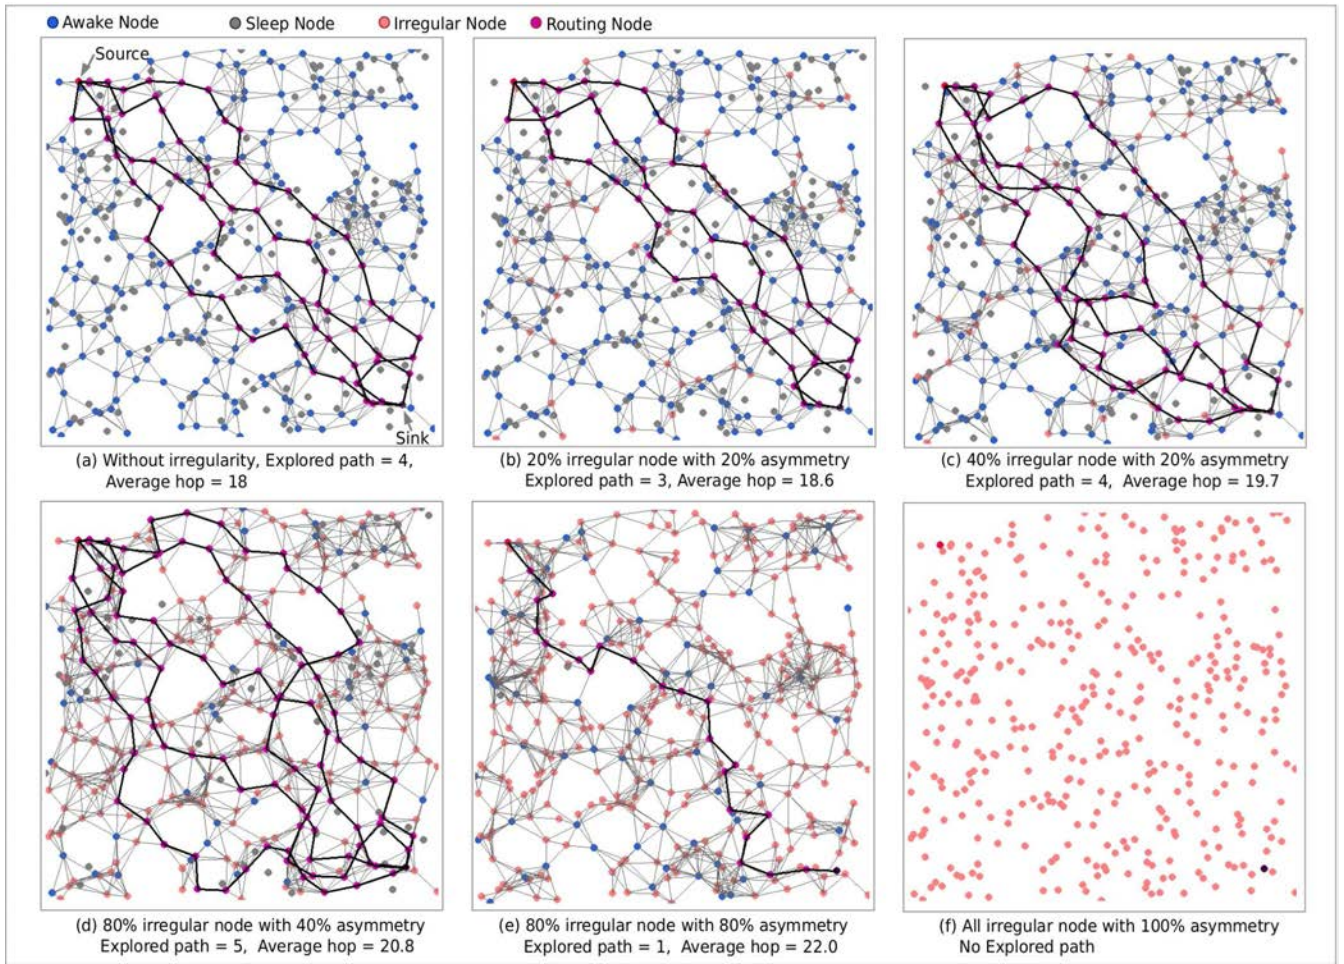 Awake Node Sleep Node Irregular Node Routing Node
Source
Sink
(a) Without irregularity, Explored path = 4,
Average hop = 18
(b) 20% irregular node with 20% asymmetry
Explored path = 3, Average hop = 18.6
(c) 40% irregular node with 20% asymmetry
Explored path = 4, Average hop = 19.7
(d) 80% irregular node with 40% asymmetry
Explored path = 5, Average hop = 20.8
(e) 80% irregular node with 80% asymmetry
Explored path = 1, Average hop = 22.0
(f) All irregular node with 100% asymmetry
No Explored path